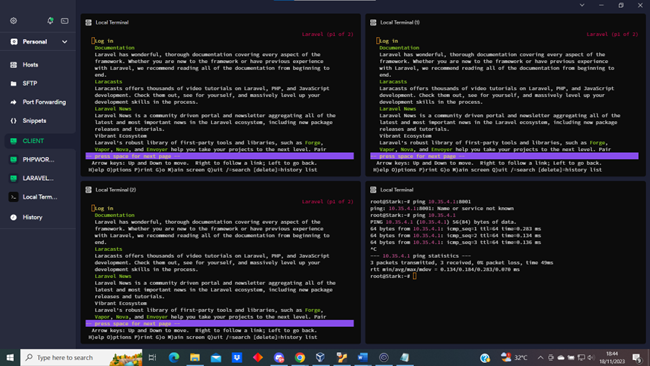 Personal
Hosts
SFTP
Port Forwarding
Snippets
CLIENT
PHPWOR...
LARAVEL...
Local Term...
History
Local Terminal
Laravel (p1 of 2)
Log in
Documentation
Laravel has wonderful, thorough documentation covering every aspect of the
framework. Whether you are new to the framework or have previous experience
with Laravel, we recommend reading all of the documentation from beginning to
end.
Laracasts
Laracasts offers thousands of video tutorials on Laravel, PHP, and JavaScript
development. Check them out, see for yourself, and massively level up your
development skills in the process.
Laravel News
Laravel News is a community driven portal and newsletter aggregating all of the
latest and most important news in the Laravel ecosystem, including new package
releases and tutorials.
Vibrant Ecosystem
Laravel's robust library of first-party tools and libraries, such as Forge,
Vapor, Nova, and Envoyer help you take your projects to the next level. Pair
-- press space for next page --
Arrow keys: Up and Down to move. Right to follow a link; Left to go back.
H)elp O)ptions P)rint G)o M)ain screen Q)uit /=search [delete]=history list
Local Terminal (1)
Laravel (p1 of 2)
Log in
Documentation
Laravel has wonderful, thorough documentation covering every aspect of the
framework. Whether you are new to the framework or have previous experience
with Laravel, we recommend reading all of the documentation from beginning to
end.
Laracasts
Laracasts offers thousands of video tutorials on Laravel, PHP, and JavaScript
development. Check them out, see for yourself, and massively level up your
development skills in the process.
Laravel News
Laravel News is a community driven portal and newsletter aggregating all of the
latest and most important news in the Laravel ecosystem, including new package
releases and tutorials.
Vibrant Ecosystem
Laravel's robust library of first-party tools and libraries, such as Forge,
Vapor, Nova, and Envoyer help you take your projects to the next level. Pair
-- press space for next page --
Arrow keys: Up and Down to move. Right to follow a link; Left to go back.
H)elp O)ptions P)rint G)o M)ain screen Q)uit /=search [delete]=history list
Local Terminal (2)
Laravel (p1 of 2)
Log in
Documentation
Laravel has wonderful, thorough documentation covering every aspect of the
framework. Whether you are new to the framework or have previous experience
with Laravel, we recommend reading all of the documentation from beginning to
end.
Laracasts
Laracasts offers thousands of video tutorials on Laravel, PHP, and JavaScript
development. Check them out, see for yourself, and massively level up your
development skills in the process.
Laravel News
Laravel News is a community driven portal and newsletter aggregating all of the
latest and most important news in the Laravel ecosystem, including new package
releases and tutorials.
Vibrant Ecosystem
Laravel's robust library of first-party tools and libraries, such as Forge,
Vapor, Nova, and Envoyer help you take your projects to the next level. Pair
-- press space for next page --
Arrow keys: Up and Down to move. Right to follow a link; Left to go back.
H)elp O)ptions P)rint G)o M)ain screen Q)uit /=search [delete]=history list
Local Terminal
root@Stark:~# ping 10.35.4.1:8001
ping: 10.35.4.1:8001: Name or service not known
root@Stark:~# ping 10.35.4.1
PING 10.35.4.1 (10.35.4.1) 56(84) bytes of data.
64 bytes from 10.35.4.1: icmp_seq=1 ttl=64 time=0.283 ms
64 bytes from 10.35.4.1: icmp_seq=2 ttl=64 time=0.134 ms
64 bytes from 10.35.4.1: icmp_seq=3 ttl=64 time=0.136 ms
^C
--- 10.35.4.1 ping statistics ---
3 packets transmitted, 3 received, 0% packet loss, time 49ms
rtt min/avg/max/mdev = 0.134/0.184/0.283/0.070 ms
root@Stark:~#
Type here to search
32°C
18:44
18/11/2023